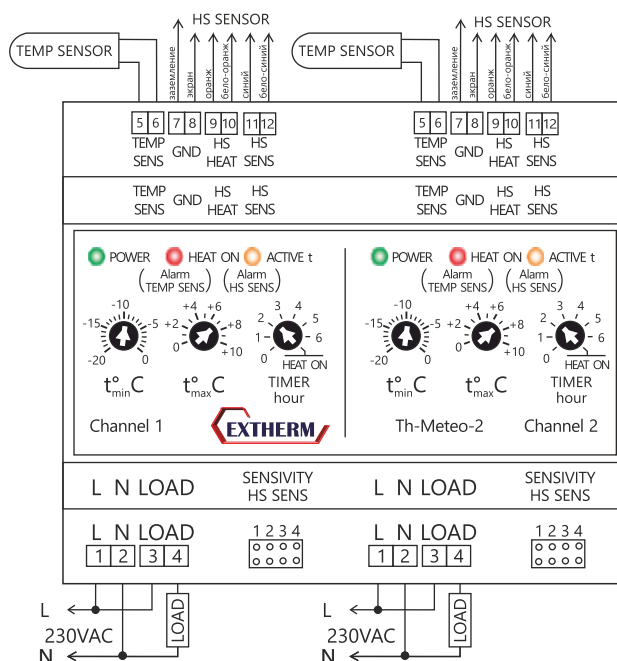 HS SENSOR HS SENSOR
TEMP SENSOR TEMP SENSOR
заземление экран оранж бело-оранж синий бело-синий заземление экран оранж бело-оранж синий бело-синий
5 6 7 8 9 10 11 12 5 6 7 8 9 10 11 12
TEMP SENS GND HS HEAT HS SENS TEMP SENS GND HS HEAT HS SENS
TEMP SENS GND HS HEAT HS SENS TEMP SENS GND HS HEAT HS SENS
POWER HEAT ON ACTIVE t POWER HEAT ON ACTIVE t
(Alarm TEMP SENS) (Alarm HS SENS) (Alarm TEMP SENS) (Alarm HS SENS)
-20 -15 -10 -5 0 0 +2 +4 +6 +8 +10 0 1 2 3 4 5 6 HEAT ON -20 -15 -10 -5 0 0 +2 +4 +6 +8 +10 0 1 2 3 4 5 6 HEAT ON
t°minC t°maxC TIMER hour t°minC t°maxC TIMER hour
Channel 1 EXTHERM Th-Meteo-2 Channel 2
L N LOAD SENSIVITY HS SENS L N LOAD SENSIVITY HS SENS
L N LOAD 1 2 3 4 L N LOAD 1 2 3 4
1 2 3 4 1 2 3 4
L LOAD L LOAD
230VAC 230VAC
N N